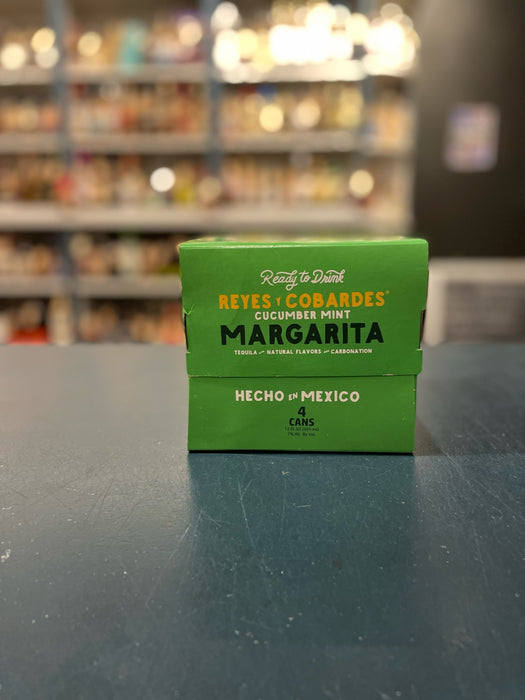 Ready to Drink
REYES Y COBARDES®
CUCUMBER MINT
MARGARITA
TEQUILA NATURAL FLAVORS CARBONATION
HECHO EN MEXICO
4
CANS